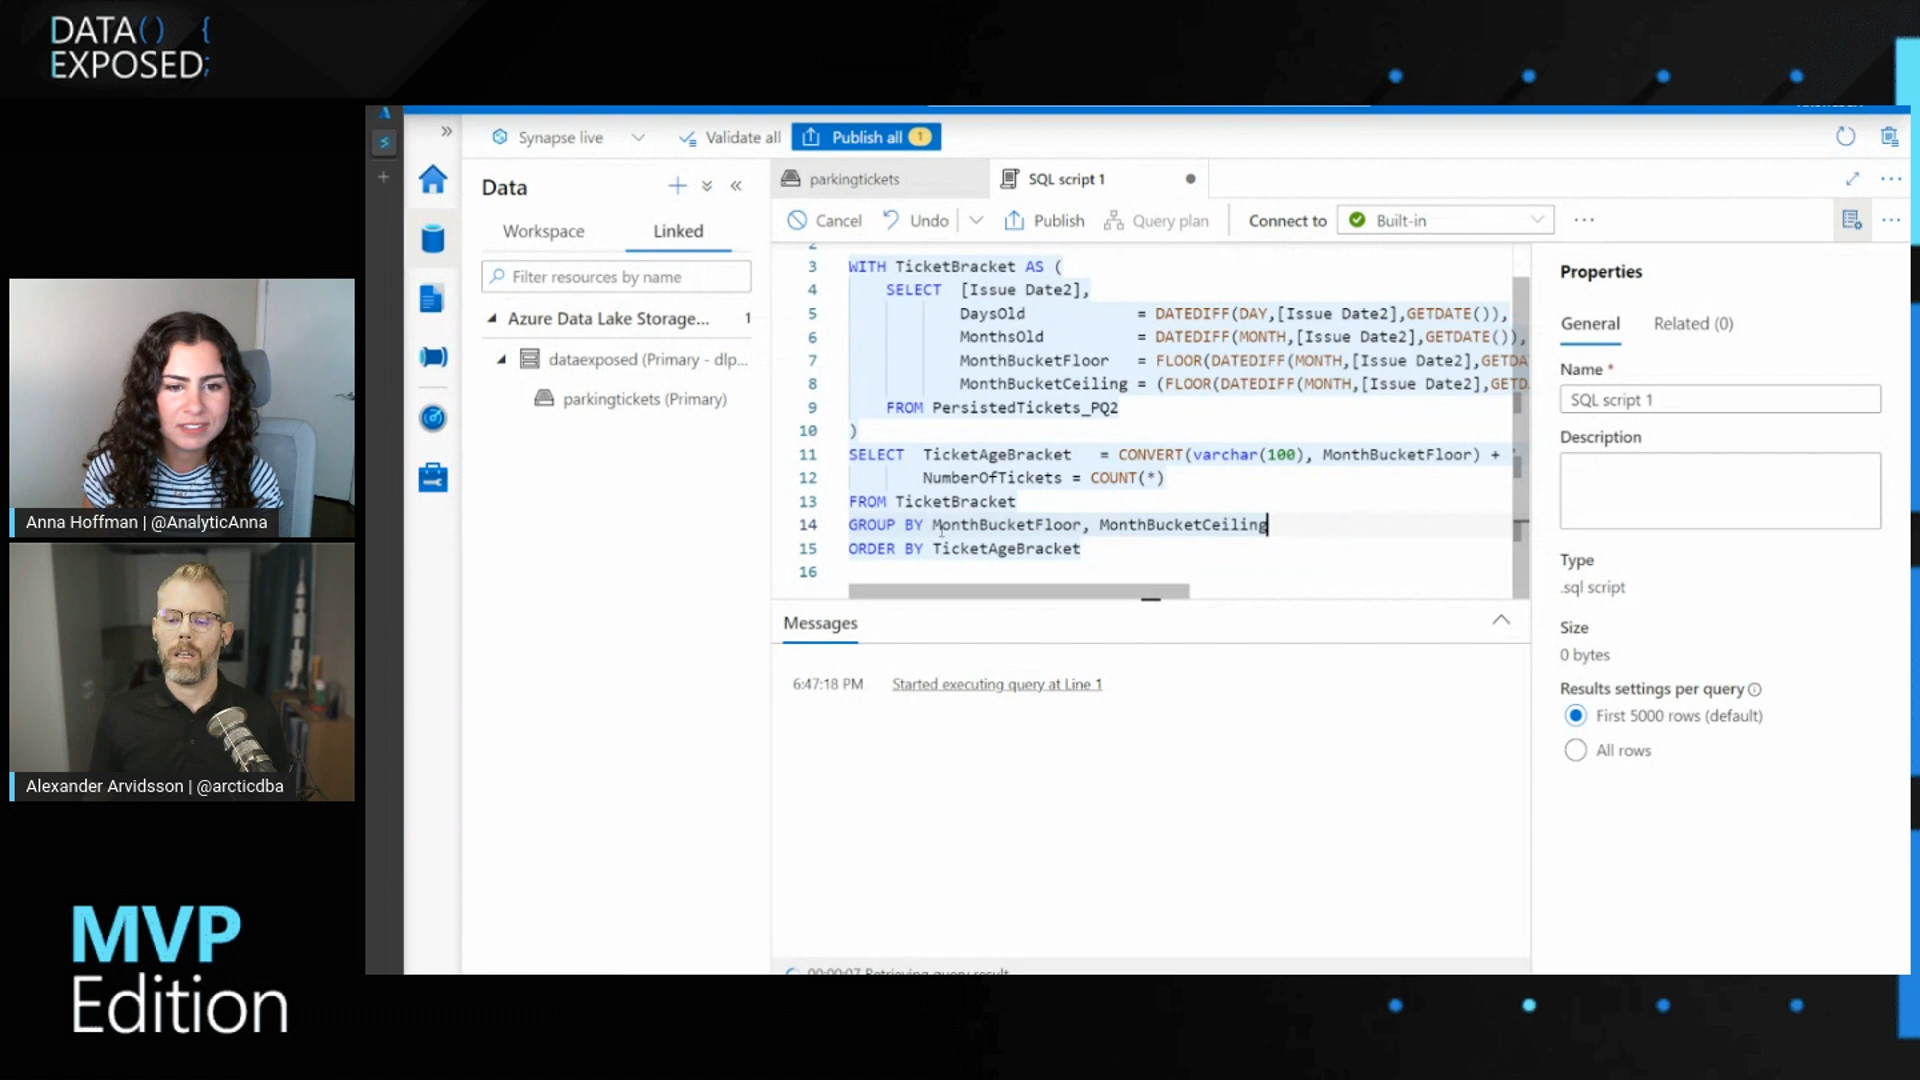 DATA() {
EXPOSED;
Synapse live
Validate all
Publish all 1
Data
Workspace
Linked
Filter resources by name
Azure Data Lake Storage... 1
dataexposed (Primary - dlp...
parkingtickets (Primary)
parkingtickets
SQL script 1
Cancel
Undo
Publish
Query plan
Connect to
Built-in
2
3 WITH TicketBracket AS (
4 SELECT [Issue Date2],
5 DaysOld = DATEDIFF(DAY,[Issue Date2],GETDATE()),
6 MonthsOld = DATEDIFF(MONTH,[Issue Date2],GETDATE()),
7 MonthBucketFloor = FLOOR(DATEDIFF(MONTH,[Issue Date2],GETDA
8 MonthBucketCeiling = (FLOOR(DATEDIFF(MONTH,[Issue Date2],GETD
9 FROM PersistedTickets_PQ2
10 )
11 SELECT TicketAgeBracket = CONVERT(varchar(100), MonthBucketFloor) + '
12 NumberOfTickets = COUNT(*)
13 FROM TicketBracket
14 GROUP BY MonthBucketFloor, MonthBucketCeiling
15 ORDER BY TicketAgeBracket
16
Messages
6:47:18 PM Started executing query at Line 1
00:00:07 Retrieving query result
Properties
General
Related (0)
Name *
SQL script 1
Description
Type
.sql script
Size
0 bytes
Results settings per query
First 5000 rows (default)
All rows
Anna Hoffman | @AnalyticAnna
Alexander Arvidsson | @arcticdba
MVP
Edition